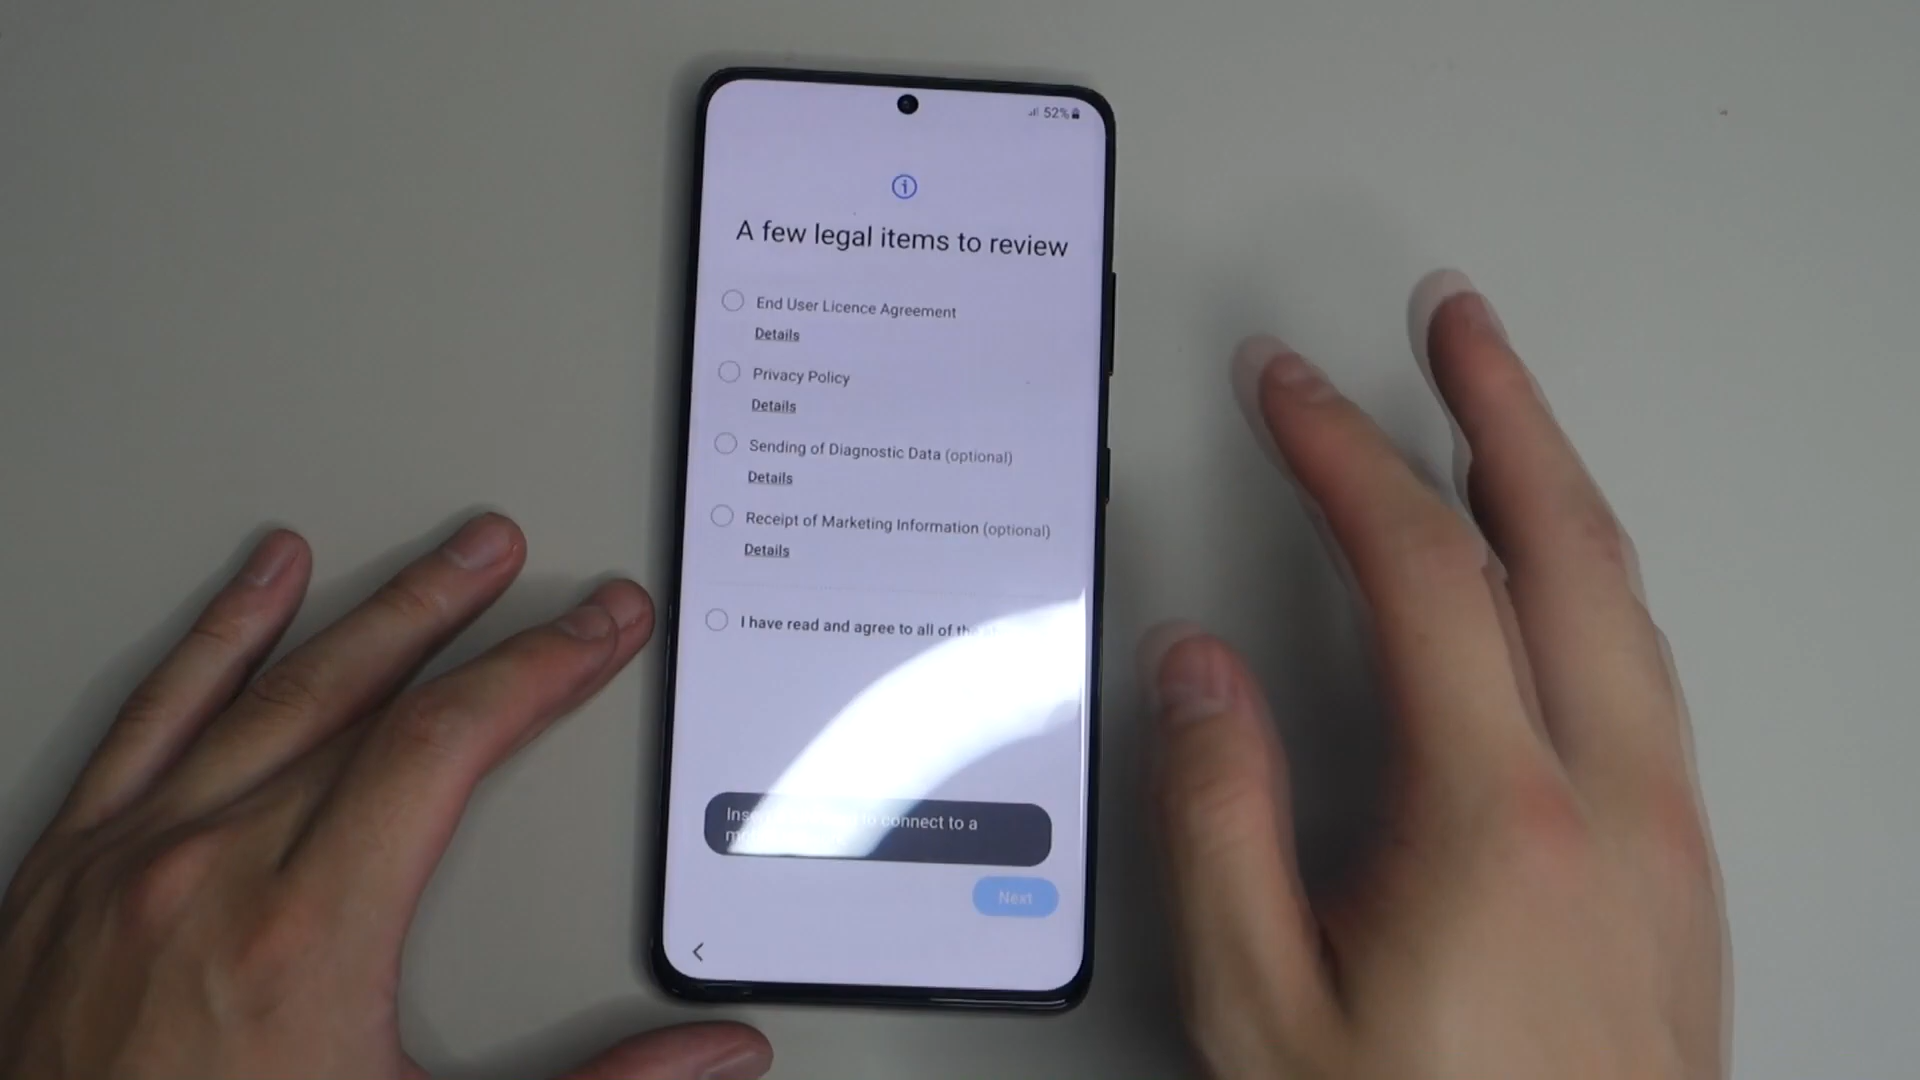 52%
A few legal items to review
End User Licence Agreement
Details
Privacy Policy
Details
Sending of Diagnostic Data (optional)
Details
Receipt of Marketing Information (optional)
Details
I have read and agree to all of the
to connect to a
Next